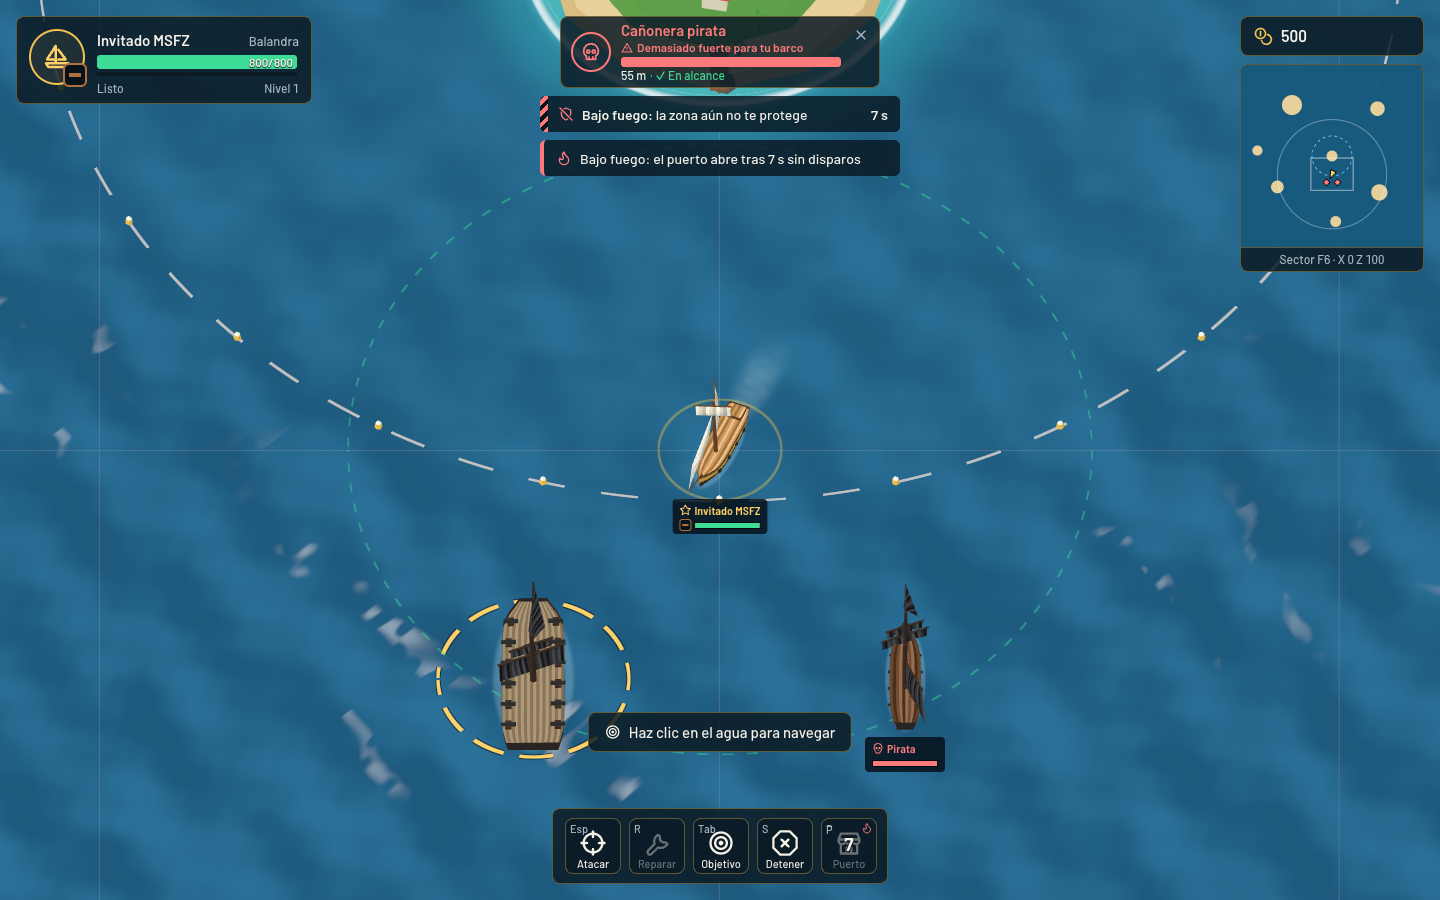 Invitado MSFZ
Balandra
800/800
Listo
Nivel 1
Cañonera pirata
Demasiado fuerte para tu barco
55 m · ✓ En alcance
Bajo fuego: la zona aún no te protege
7 s
Bajo fuego: el puerto abre tras 7 s sin disparos
500
Sector F6 · X 0 Z 100
Invitado MSFZ
Haz clic en el agua para navegar
Pirata
Esp
Atacar
R
Reparar
Tab
Objetivo
S
Detener
P
7
Puerto